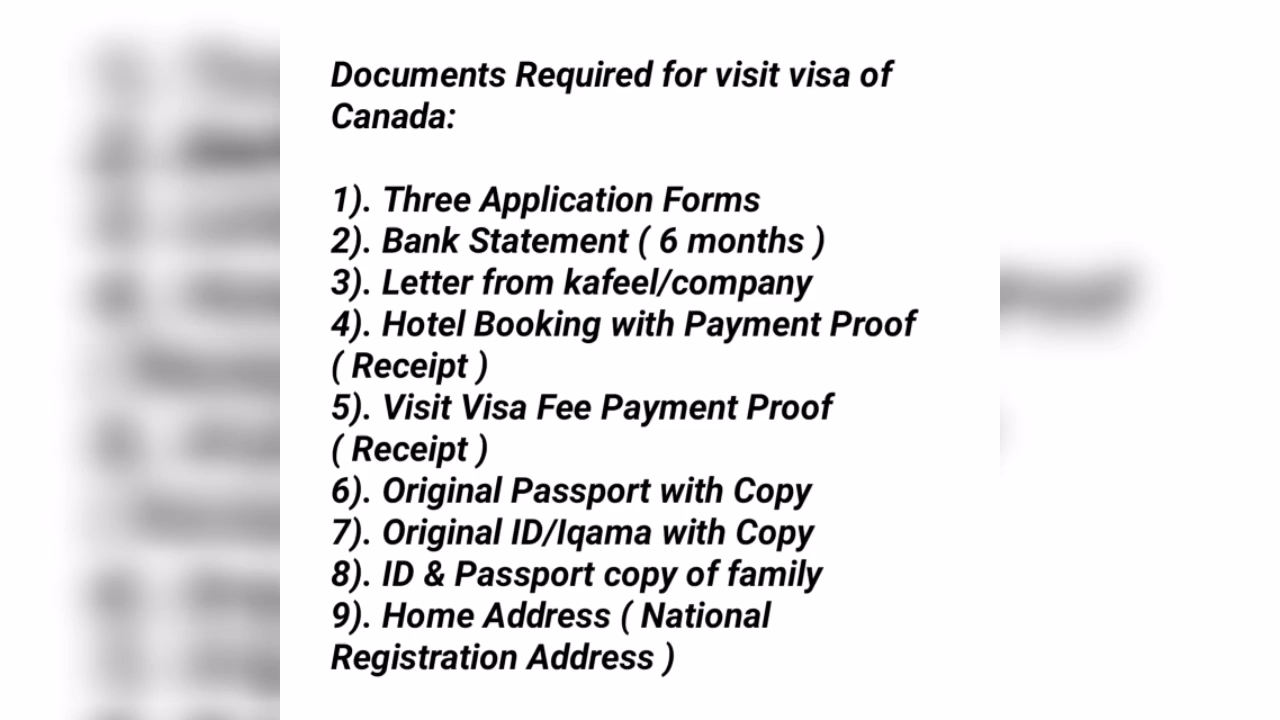 Documents Required for visit visa of
Canada:
1). Three Application Forms
2). Bank Statement ( 6 months )
3). Letter from kafeel/company
4). Hotel Booking with Payment Proof
( Receipt )
5). Visit Visa Fee Payment Proof
( Receipt )
6). Original Passport with Copy
7). Original ID/Iqama with Copy
8). ID & Passport copy of family
9). Home Address ( National
Registration Address )